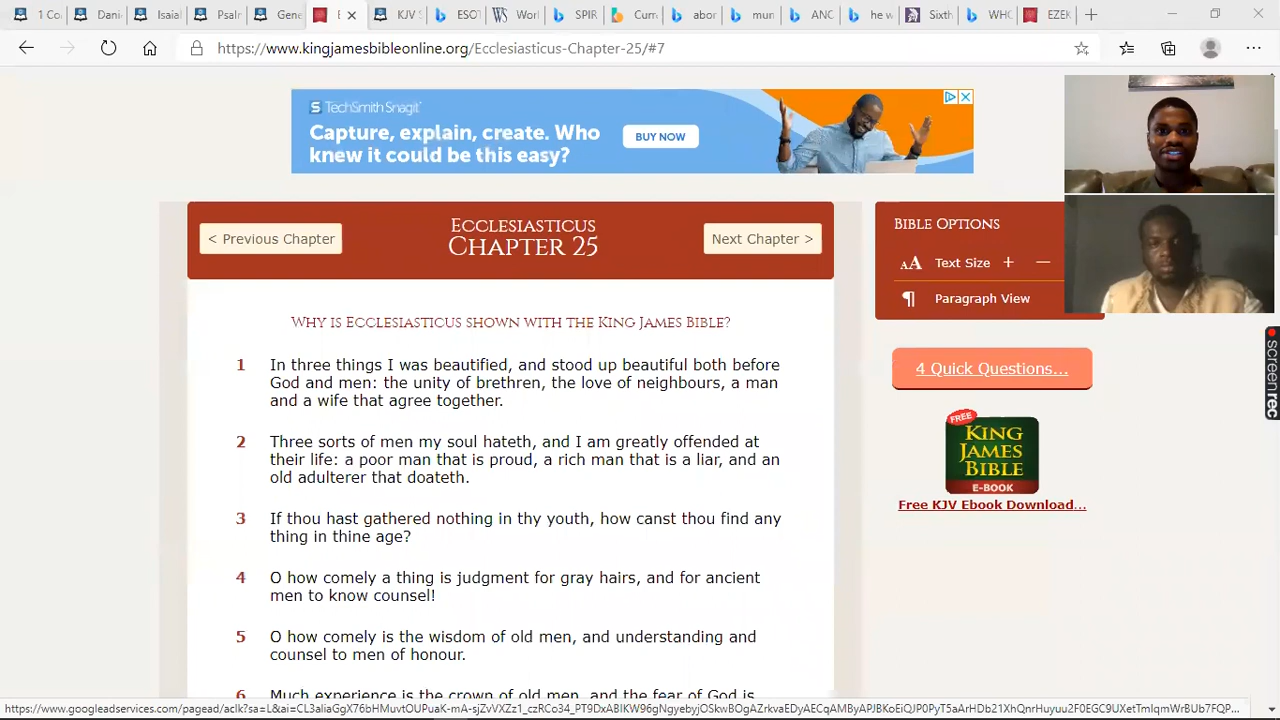 1 Co
Dani
Isaial
Psaln
Gene
E
KJV S
ESOT
Worl
SPIR
Curre
abor
mun
ANC
he w
Sixth
WHC
EZEK
https://www.kingjamesbibleonline.org/Ecclesiasticus-Chapter-25/#7
TechSmith Snagit
Capture, explain, create. Who
knew it could be this easy?
BUY NOW
< Previous Chapter
Ecclesiasticus
Chapter 25
Next Chapter >
Why is Ecclesiasticus shown with the King James Bible?
1 In three things I was beautified, and stood up beautiful both before
God and men: the unity of brethren, the love of neighbours, a man
and a wife that agree together.
2 Three sorts of men my soul hateth, and I am greatly offended at
their life: a poor man that is proud, a rich man that is a liar, and an
old adulterer that doateth.
3 If thou hast gathered nothing in thy youth, how canst thou find any
thing in thine age?
4 O how comely a thing is judgment for gray hairs, and for ancient
men to know counsel!
5 O how comely is the wisdom of old men, and understanding and
counsel to men of honour.
6 Much experience is the crown of old men, and the fear of God is
Bible Options
AA Text Size + —
¶ Paragraph View
4 Quick Questions...
FREE
KING
JAMES
BIBLE
E-BOOK
Free KJV Ebook Download...
screenrec